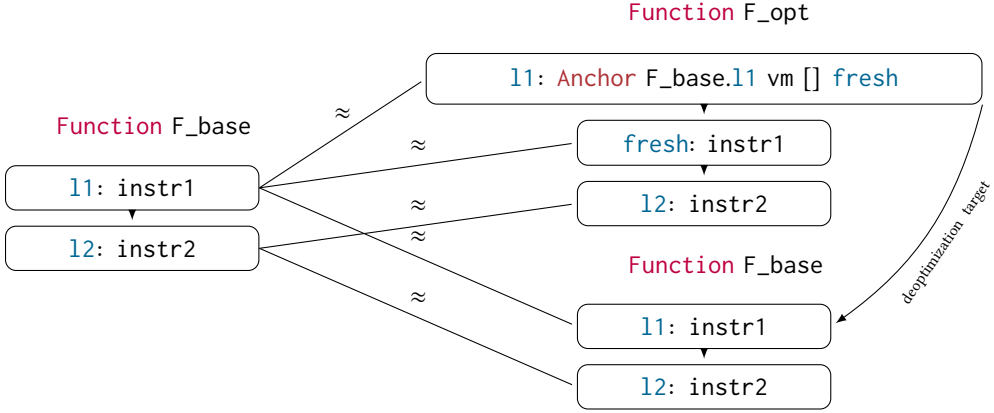 Function F_opt
l1: Anchor F_base.l1 vm [] fresh
≈
Function F_base
≈
fresh: instr1
l1: instr1
≈
l2: instr2
≈
l2: instr2
Function F_base
deoptimization target
≈
l1: instr1
l2: instr2